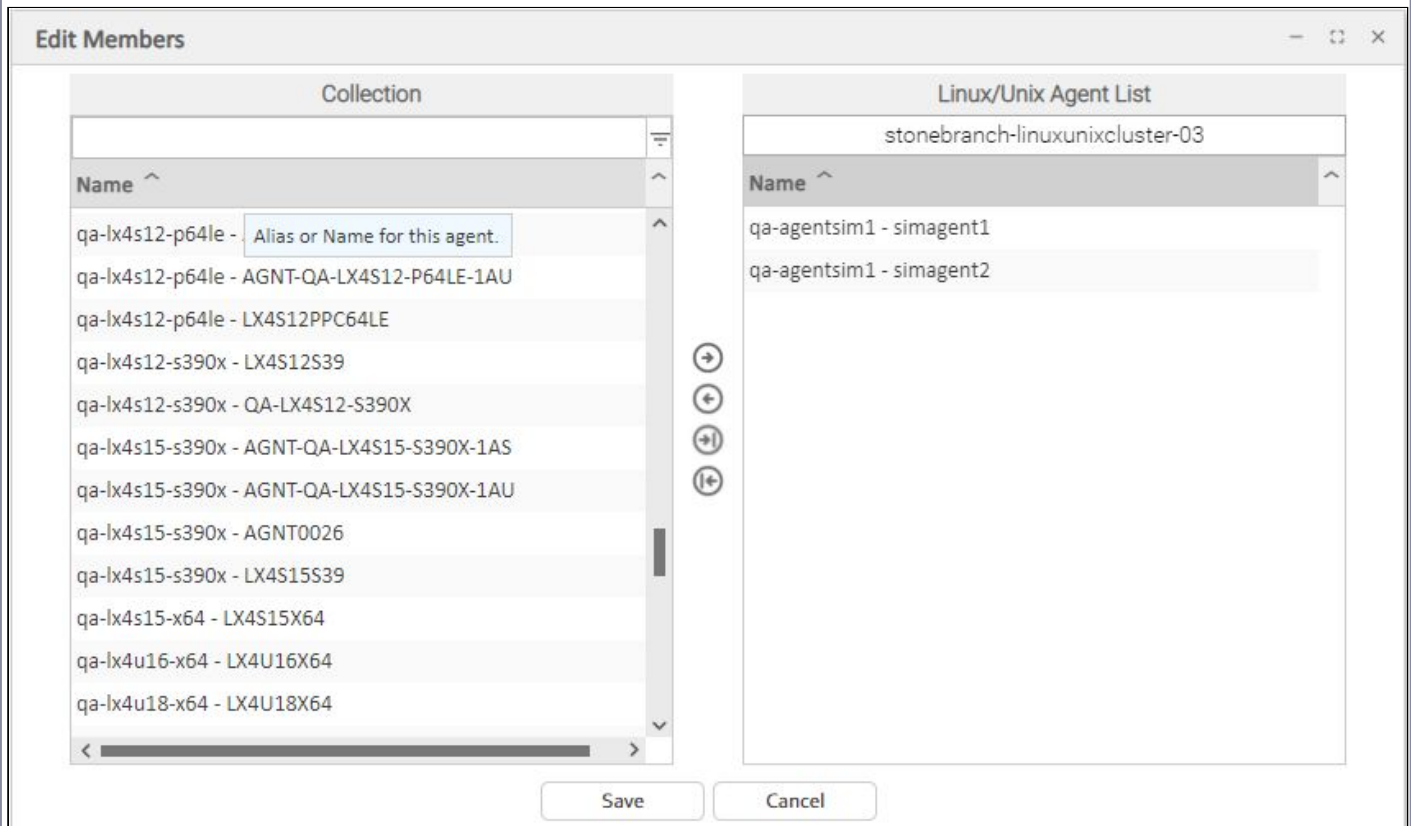 Edit Members
Collection
Linux/Unix Agent List
stonebranch-linuxunixcluster-03
Name
Name
qa-lx4s12-p64le -
Alias or Name for this agent.
qa-lx4s12-p64le - AGNT-QA-LX4S12-P64LE-1AU
qa-lx4s12-p64le - LX4S12PPC64LE
qa-lx4s12-s390x - LX4S12S39
qa-lx4s12-s390x - QA-LX4S12-S390X
qa-lx4s15-s390x - AGNT-QA-LX4S15-S390X-1AS
qa-lx4s15-s390x - AGNT-QA-LX4S15-S390X-1AU
qa-lx4s15-s390x - AGNT0026
qa-lx4s15-s390x - LX4S15S39
qa-lx4s15-x64 - LX4S15X64
qa-lx4u16-x64 - LX4U16X64
qa-lx4u18-x64 - LX4U18X64
qa-agentsim1 - simagent1
qa-agentsim1 - simagent2
Save
Cancel